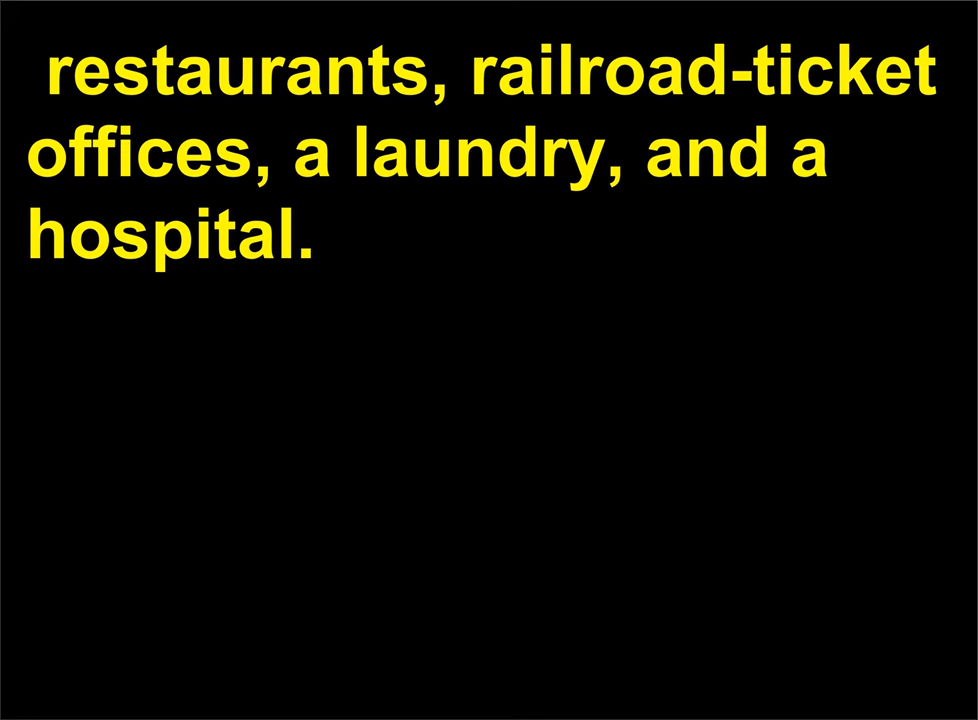 restaurants, railroad-ticket
offices, a laundry, and a
hospital.